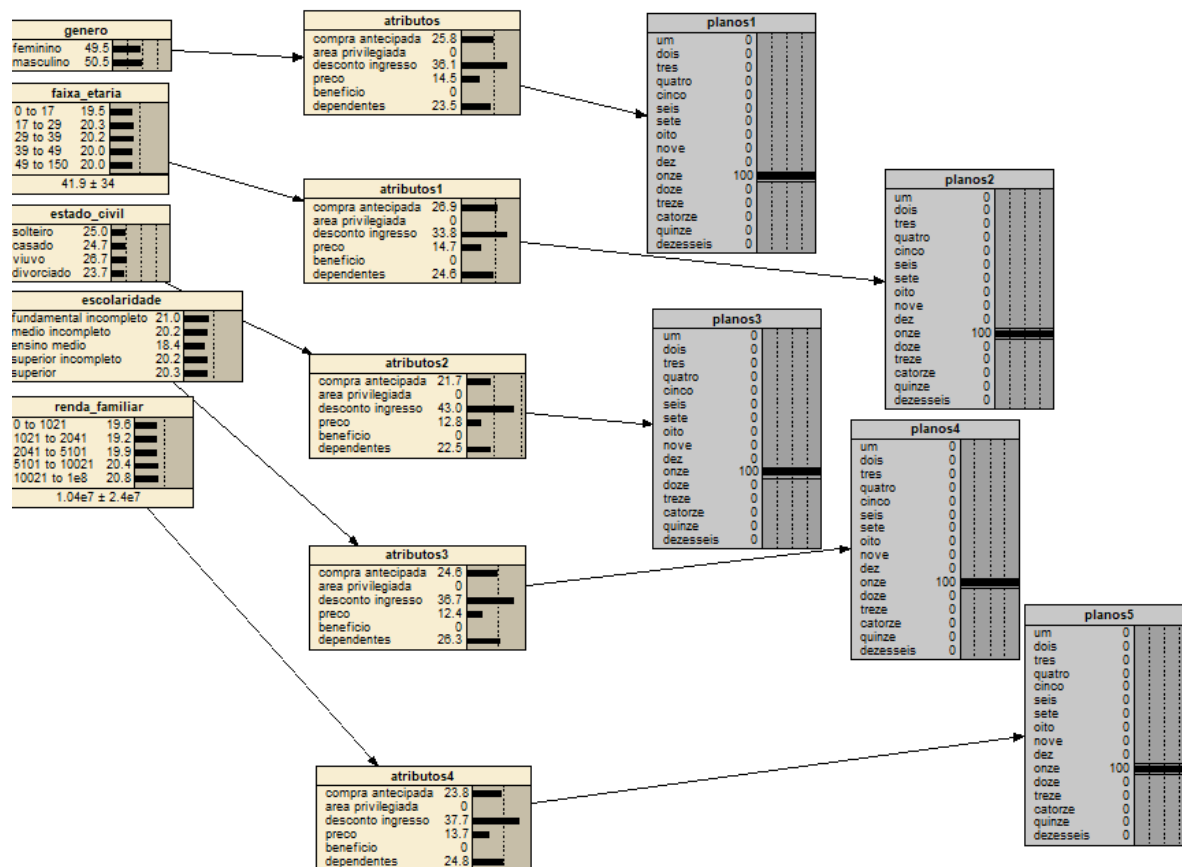 genero
feminino 49.5
masculino 50.5
faixa_etaria
0 to 17 19.5
17 to 29 20.3
29 to 39 20.2
39 to 49 20.0
49 to 150 20.0
41.9 ± 34
estado_civil
solteiro 25.0
casado 24.7
viuvo 26.7
divorciado 23.7
escolaridade
fundamental incompleto 21.0
medio incompleto 20.2
ensino medio 18.4
superior incompleto 20.2
superior 20.3
renda_familiar
0 to 1021 19.6
1021 to 2041 19.2
2041 to 5101 19.9
5101 to 10021 20.4
10021 to 1e8 20.8
1.04e7 ± 2.4e7
atributos
compra antecipada 25.8
area privilegiada 0
desconto ingresso 36.1
preco 14.5
beneficio 0
dependentes 23.5
atributos1
compra antecipada 26.9
area privilegiada 0
desconto ingresso 33.8
preco 14.7
beneficio 0
dependentes 24.6
atributos2
compra antecipada 21.7
area privilegiada 0
desconto ingresso 43.0
preco 12.8
beneficio 0
dependentes 22.5
atributos3
compra antecipada 24.6
area privilegiada 0
desconto ingresso 36.7
preco 12.4
beneficio 0
dependentes 26.3
atributos4
compra antecipada 23.8
area privilegiada 0
desconto ingresso 37.7
preco 13.7
beneficio 0
dependentes 24.8
planos1
um 0
dois 0
tres 0
quatro 0
cinco 0
seis 0
sete 0
oito 0
nove 0
dez 0
onze 100
doze 0
treze 0
catorze 0
quinze 0
dezesseis 0
planos2
um 0
dois 0
tres 0
quatro 0
cinco 0
seis 0
sete 0
oito 0
nove 0
dez 0
onze 100
doze 0
treze 0
catorze 0
quinze 0
dezesseis 0
planos3
um 0
dois 0
tres 0
quatro 0
cinco 0
seis 0
sete 0
oito 0
nove 0
dez 0
onze 100
doze 0
treze 0
catorze 0
quinze 0
dezesseis 0
planos4
um 0
dois 0
tres 0
quatro 0
cinco 0
seis 0
sete 0
oito 0
nove 0
dez 0
onze 100
doze 0
treze 0
catorze 0
quinze 0
dezesseis 0
planos5
um 0
dois 0
tres 0
quatro 0
cinco 0
seis 0
sete 0
oito 0
nove 0
dez 0
onze 100
doze 0
treze 0
catorze 0
quinze 0
dezesseis 0